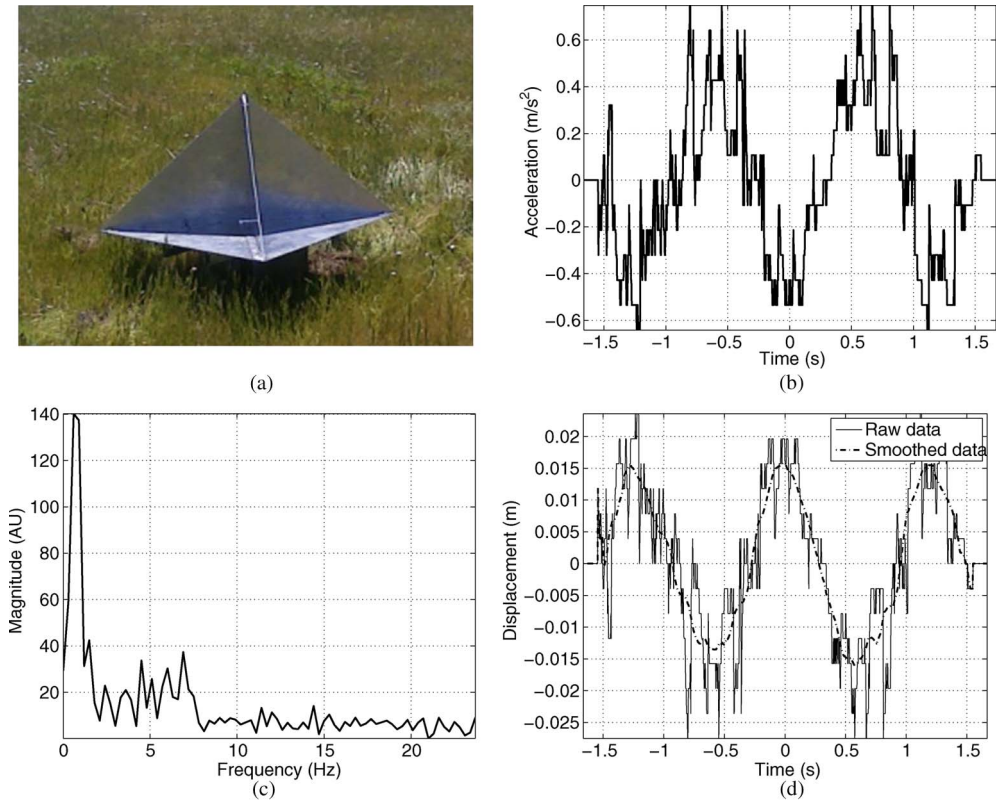 0.6
0.4
0.2
0
−0.2
−0.4
−0.6
Acceleration (m/s²)
−1.5 −1 −0.5 0 0.5 1 1.5
Time (s)
(a)
(b)
140
120
100
80
60
40
20
Magnitude (AU)
0 5 10 15 20
Frequency (Hz)
(c)
0.02
0.015
0.01
0.005
0
−0.005
−0.01
−0.015
−0.02
−0.025
Displacement (m)
Raw data
Smoothed data
−1.5 −1 −0.5 0 0.5 1 1.5
Time (s)
(d)